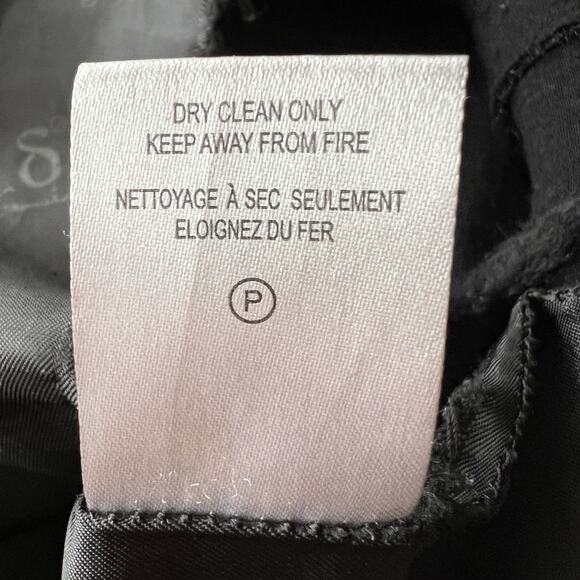 DRY CLEAN ONLY
KEEP AWAY FROM FIRE
NETTOYAGE À SEC SEULEMENT
ELOIGNEZ DU FER
P